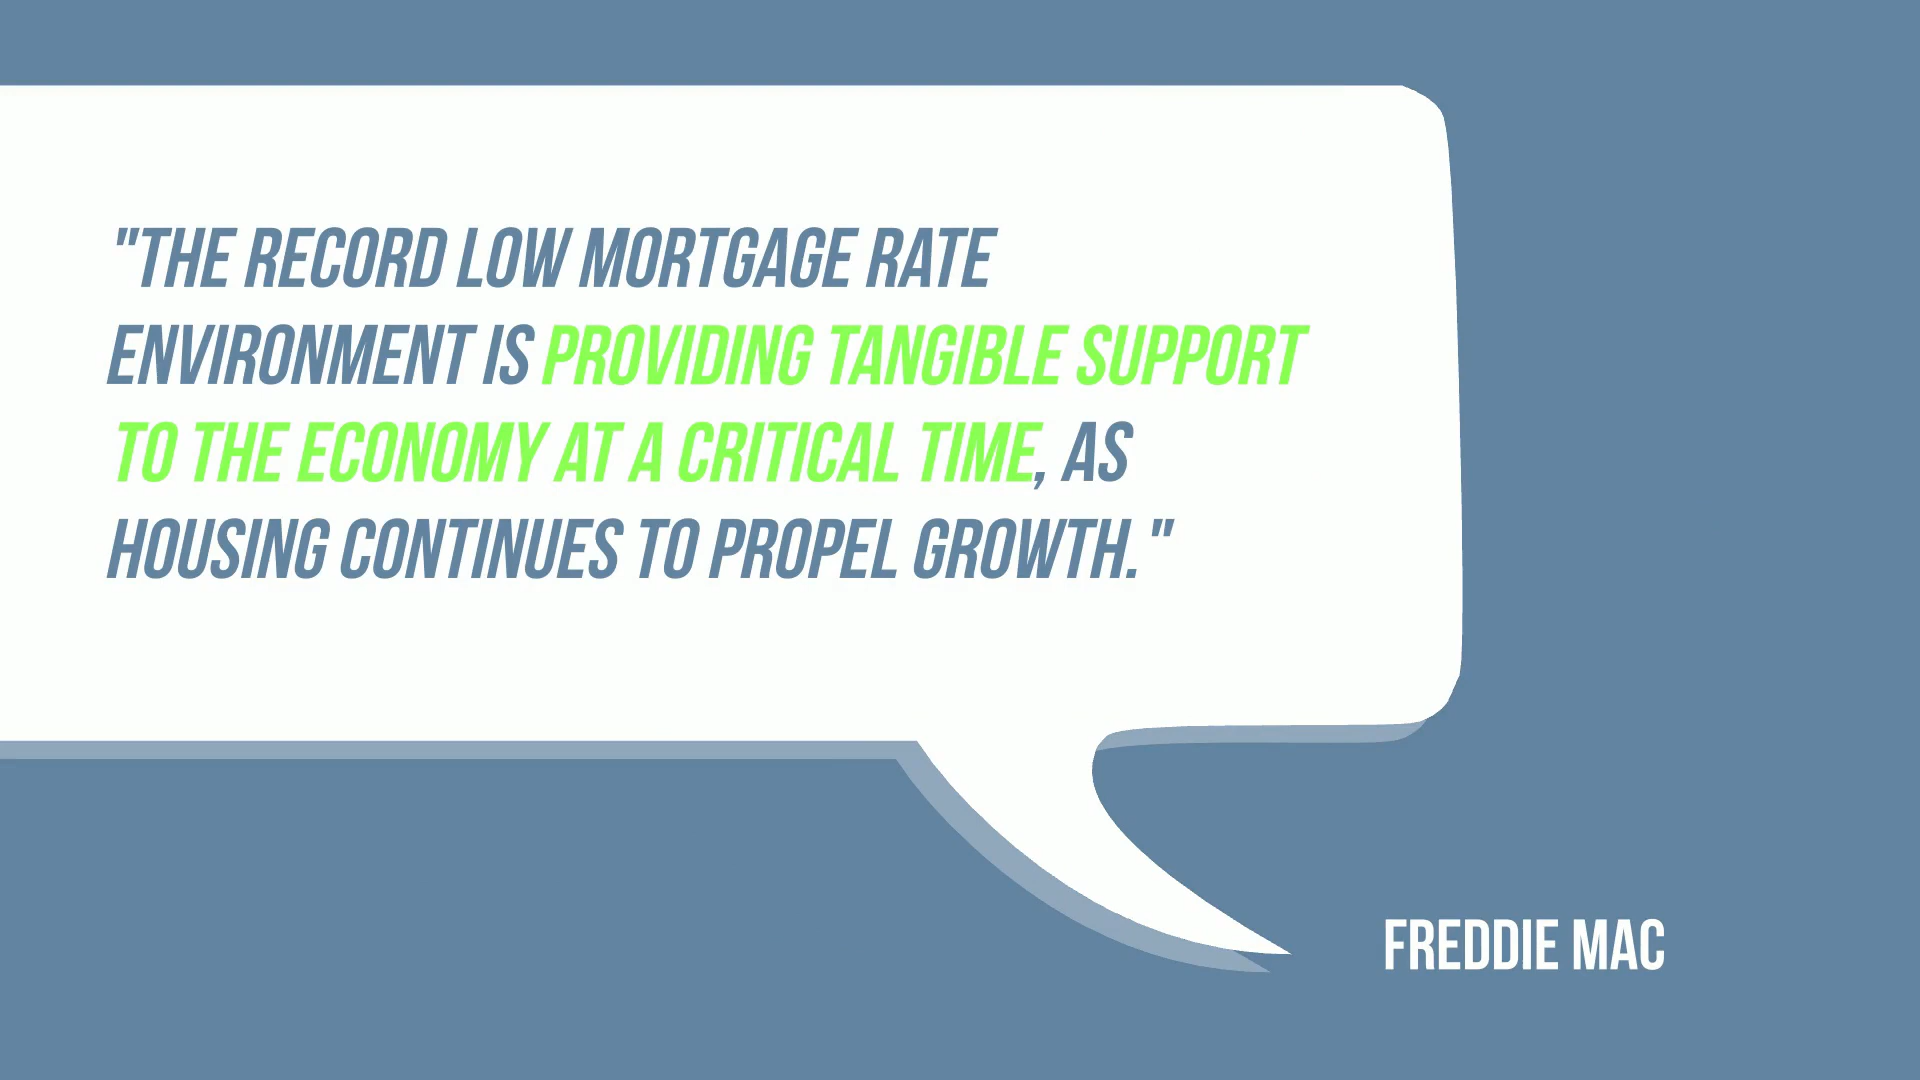 "THE RECORD LOW MORTGAGE RATE
ENVIRONMENT IS PROVIDING TANGIBLE SUPPORT
TO THE ECONOMY AT A CRITICAL TIME, AS
HOUSING CONTINUES TO PROPEL GROWTH."
FREDDIE MAC